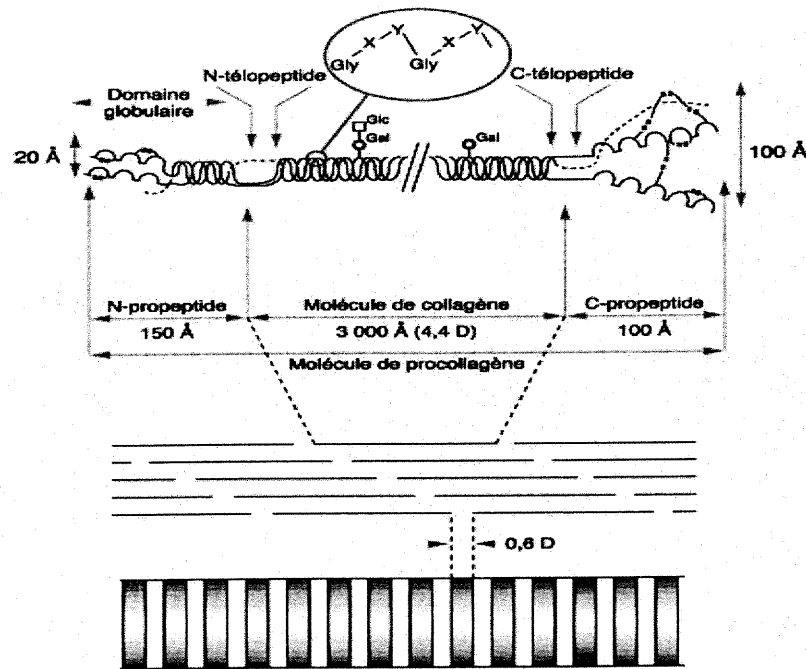 X Y X Y
Gly Gly
N-télopeptide
C-télopeptide
Domaine
globulaire
Glc
Gal
Gal
20 Å
100 Å
N-propeptide
Molécule de collagène
C-propeptide
150 Å
3 000 Å (4,4 D)
100 Å
Molécule de procollagène
0,6 D